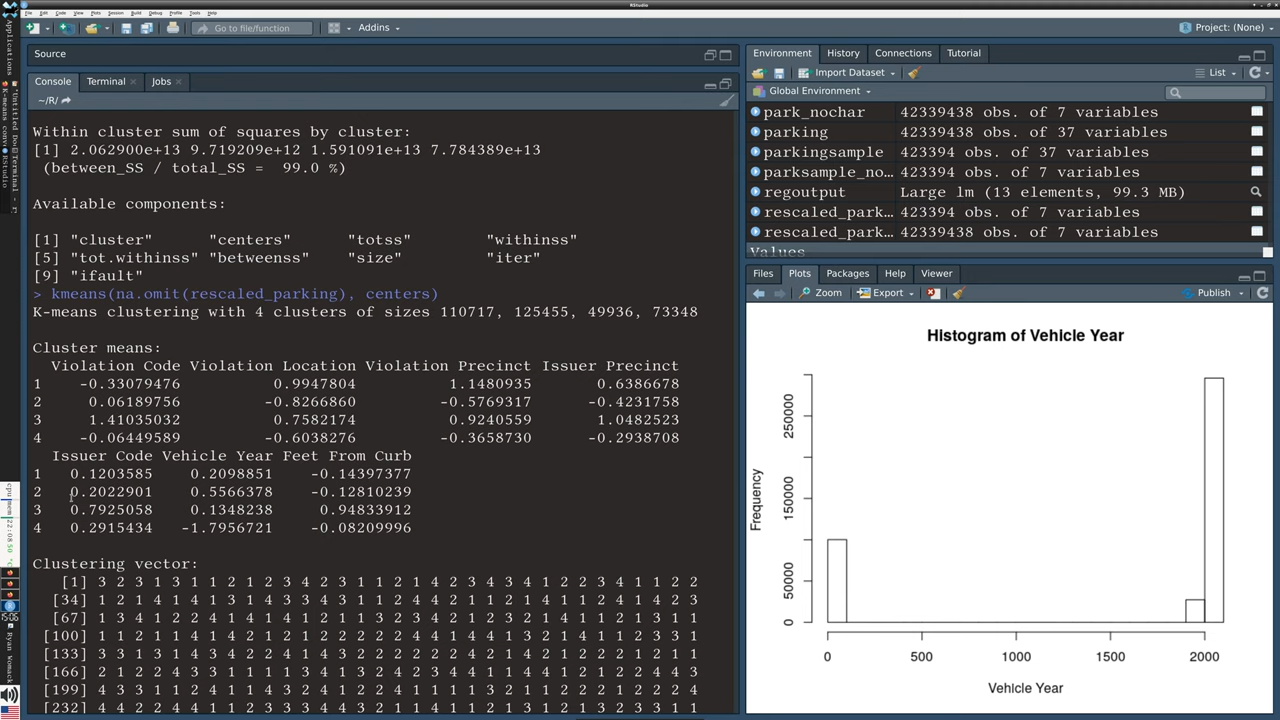 RStudio
File Edit Code View Plots Session Build Debug Profile Tools Help
Go to file/function
Addins
Project: (None)
Source
Console Terminal Jobs
~/R/
Within cluster sum of squares by cluster:
[1] 2.062900e+13 9.719209e+12 1.591091e+13 7.784389e+13
(between_SS / total_SS = 99.0 %)
Available components:
[1] "cluster" "centers" "totss" "withinss"
[5] "tot.withinss" "betweenss" "size" "iter"
[9] "ifault"
> kmeans(na.omit(rescaled_parking), centers)
K-means clustering with 4 clusters of sizes 110717, 125455, 49936, 73348
Cluster means:
Violation Code Violation Location Violation Precinct Issuer Precinct
1 -0.33079476 0.9947804 1.1480935 0.6386678
2 0.06189756 -0.8266860 -0.5769317 -0.4231758
3 1.41035032 0.7582174 0.9240559 1.0482523
4 -0.06449589 -0.6038276 -0.3658730 -0.2938708
Issuer Code Vehicle Year Feet From Curb
1 0.1203585 0.2098851 -0.14397377
2 0.2022901 0.5566378 -0.12810239
3 0.7925058 0.1348238 0.94833912
4 0.2915434 -1.7956721 -0.08209996
Clustering vector:
[1] 3 2 3 1 3 1 1 2 1 2 3 4 2 3 1 1 2 1 4 2 3 4 3 4 1 2 2 3 4 1 1 2 2
[34] 1 2 1 4 1 4 1 3 1 4 3 3 4 3 1 1 2 4 4 2 1 2 2 4 1 1 2 1 4 2 3
[67] 1 3 4 1 2 2 4 1 4 2 1 2 4 2 1 2 4 1 2 4 1 2 2 4 1 2 1 3 1 1
[100] 1 1 2 1 1 4 1 4 2 1 1 4 2 3 2 4 4 1 4 4 1 3 2 1 4 1 2 1 2 3 3 1
[133] 3 3 1 3 4 3 4 2 2 2 1 4 2 2 1 2 2 1 2 4 4 1 2 1 1 2 3 2 2 1 1
[166] 2 1 2 2 4 3 3 1 1 1 1 3 4 1 3 4 2 3 2 4 4 4 1 1 4 2 2 2 1 4 4 3
[199] 4 3 3 1 1 2 4 1 1 4 3 1 2 2 1 2 4 1 1 4 2 2 1 1 1 1 2 2 2 2 4
[232] 4 4 2 2 4 2 1 1 4 2 1 1 3 4 2 3 1 1 1 4 2 4 1 3 1 2 3 2 3 3 1 1
Environment History Connections Tutorial
Import Dataset
List
Global Environment
park_nochar 42339438 obs. of 7 variables
parking 42339438 obs. of 37 variables
parkingsample 423394 obs. of 37 variables
parksample_no... 423394 obs. of 7 variables
regoutput Large lm (13 elements, 99.3 MB)
rescaled_park... 423394 obs. of 7 variables
rescaled_park... 423394 obs. of 7 variables
Values
Files Plots Packages Help Viewer
Zoom Export Publish
Histogram of Vehicle Year
Frequency
250000
150000
50000
0
0 500 1000 1500 2000
Vehicle Year
Applications
RStudio
15:06
Ryan Womack